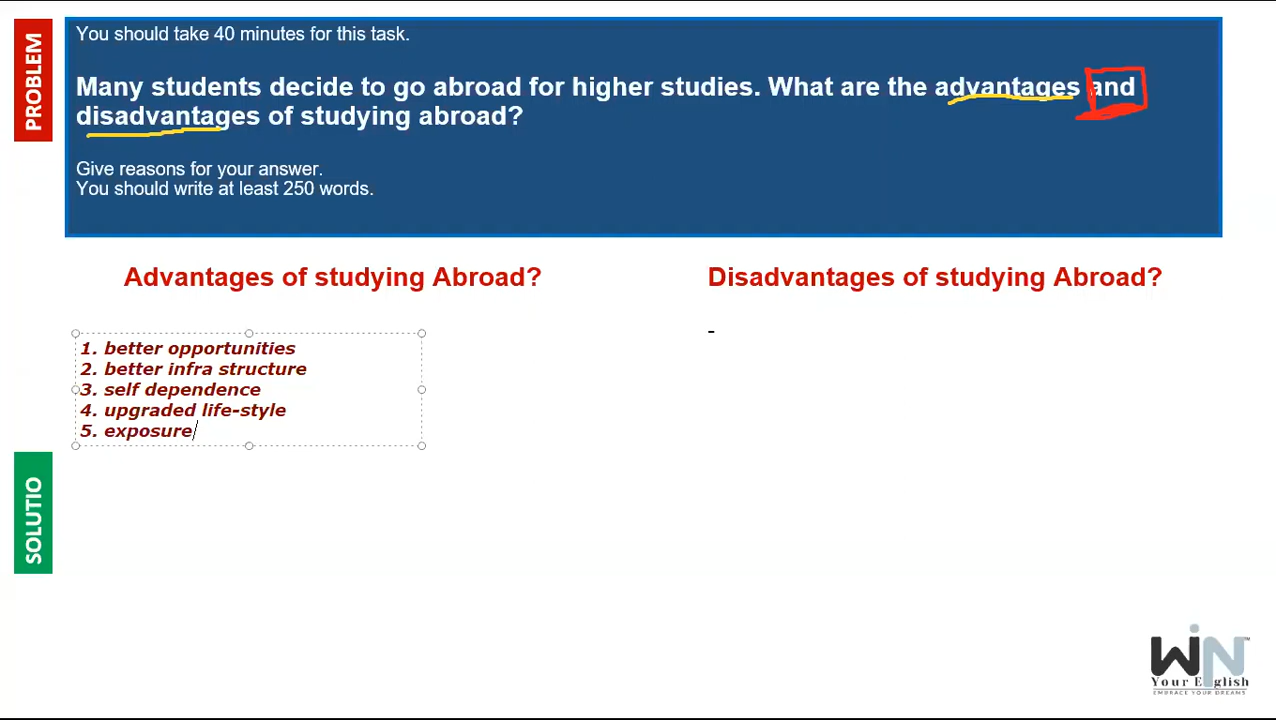 PROBLEM
You should take 40 minutes for this task.
Many students decide to go abroad for higher studies. What are the advantages and
disadvantages of studying abroad?
Give reasons for your answer.
You should write at least 250 words.
Advantages of studying Abroad?
Disadvantages of studying Abroad?
-
1. better opportunities
2. better infra structure
3. self dependence
4. upgraded life-style
5. exposure
SOLUTIO
WiN™
Your English
EMBRACE YOUR DREAMS